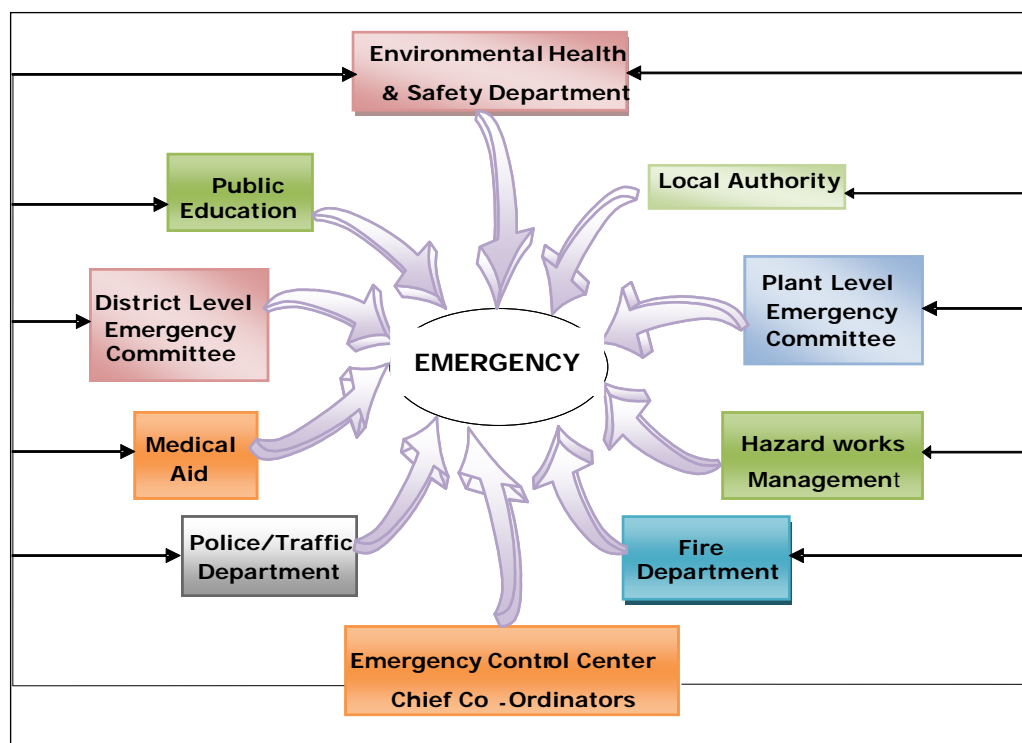 Environmental Health
& Safety Department
Public
Education
Local Authority
District Level
Emergency
Committee
Plant Level
Emergency
Committee
EMERGENCY
Medical
Aid
Hazard works
Management
Police/Traffic
Department
Fire
Department
Emergency Control Center
Chief Co -Ordinators